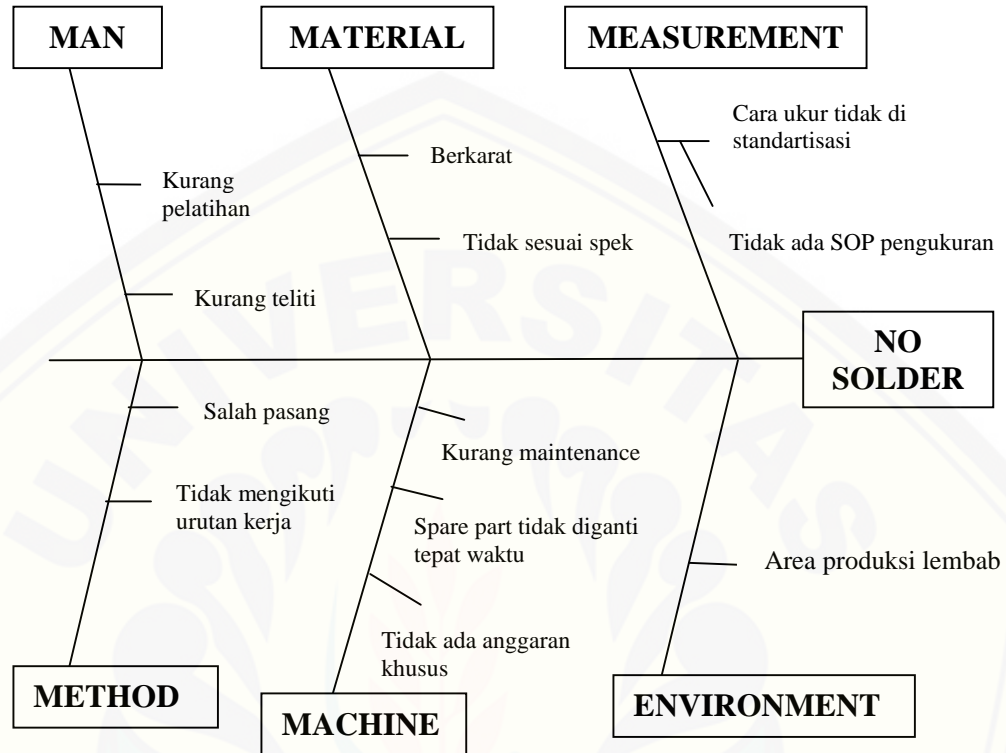 MAN
MATERIAL
MEASUREMENT
Cara ukur tidak di
standartisasi
Berkarat
Kurang
pelatihan
Tidak sesuai spek
Tidak ada SOP pengukuran
Kurang teliti
NO
SOLDER
Salah pasang
Kurang maintenance
Tidak mengikuti
urutan kerja
Spare part tidak diganti
tepat waktu
Area produksi lembab
Tidak ada anggaran
khusus
METHOD
MACHINE
ENVIRONMENT
UNIVERSITAS